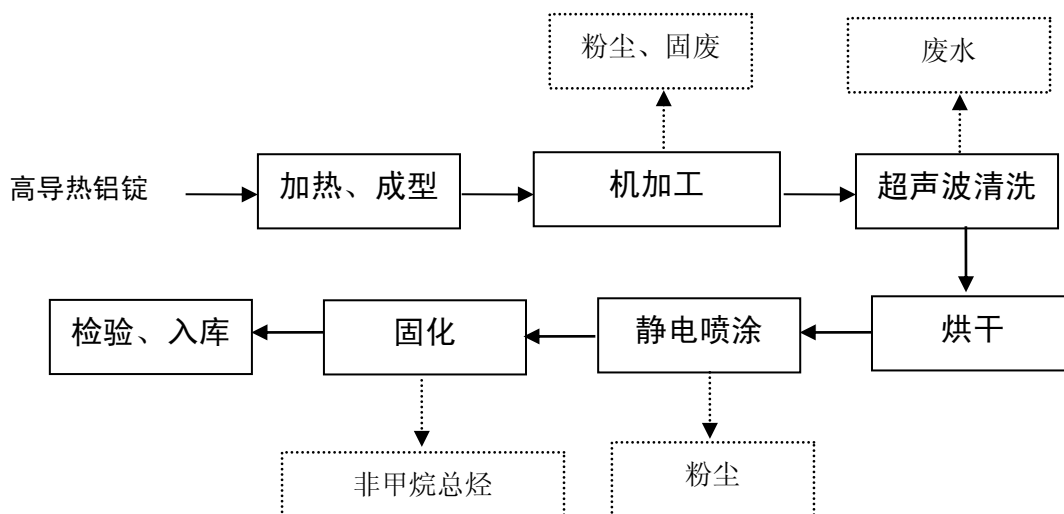 粉尘、固废
废水
高导热铝锭
加热、成型
机加工
超声波清洗
检验、入库
固化
静电喷涂
烘干
非甲烷总烃
粉尘